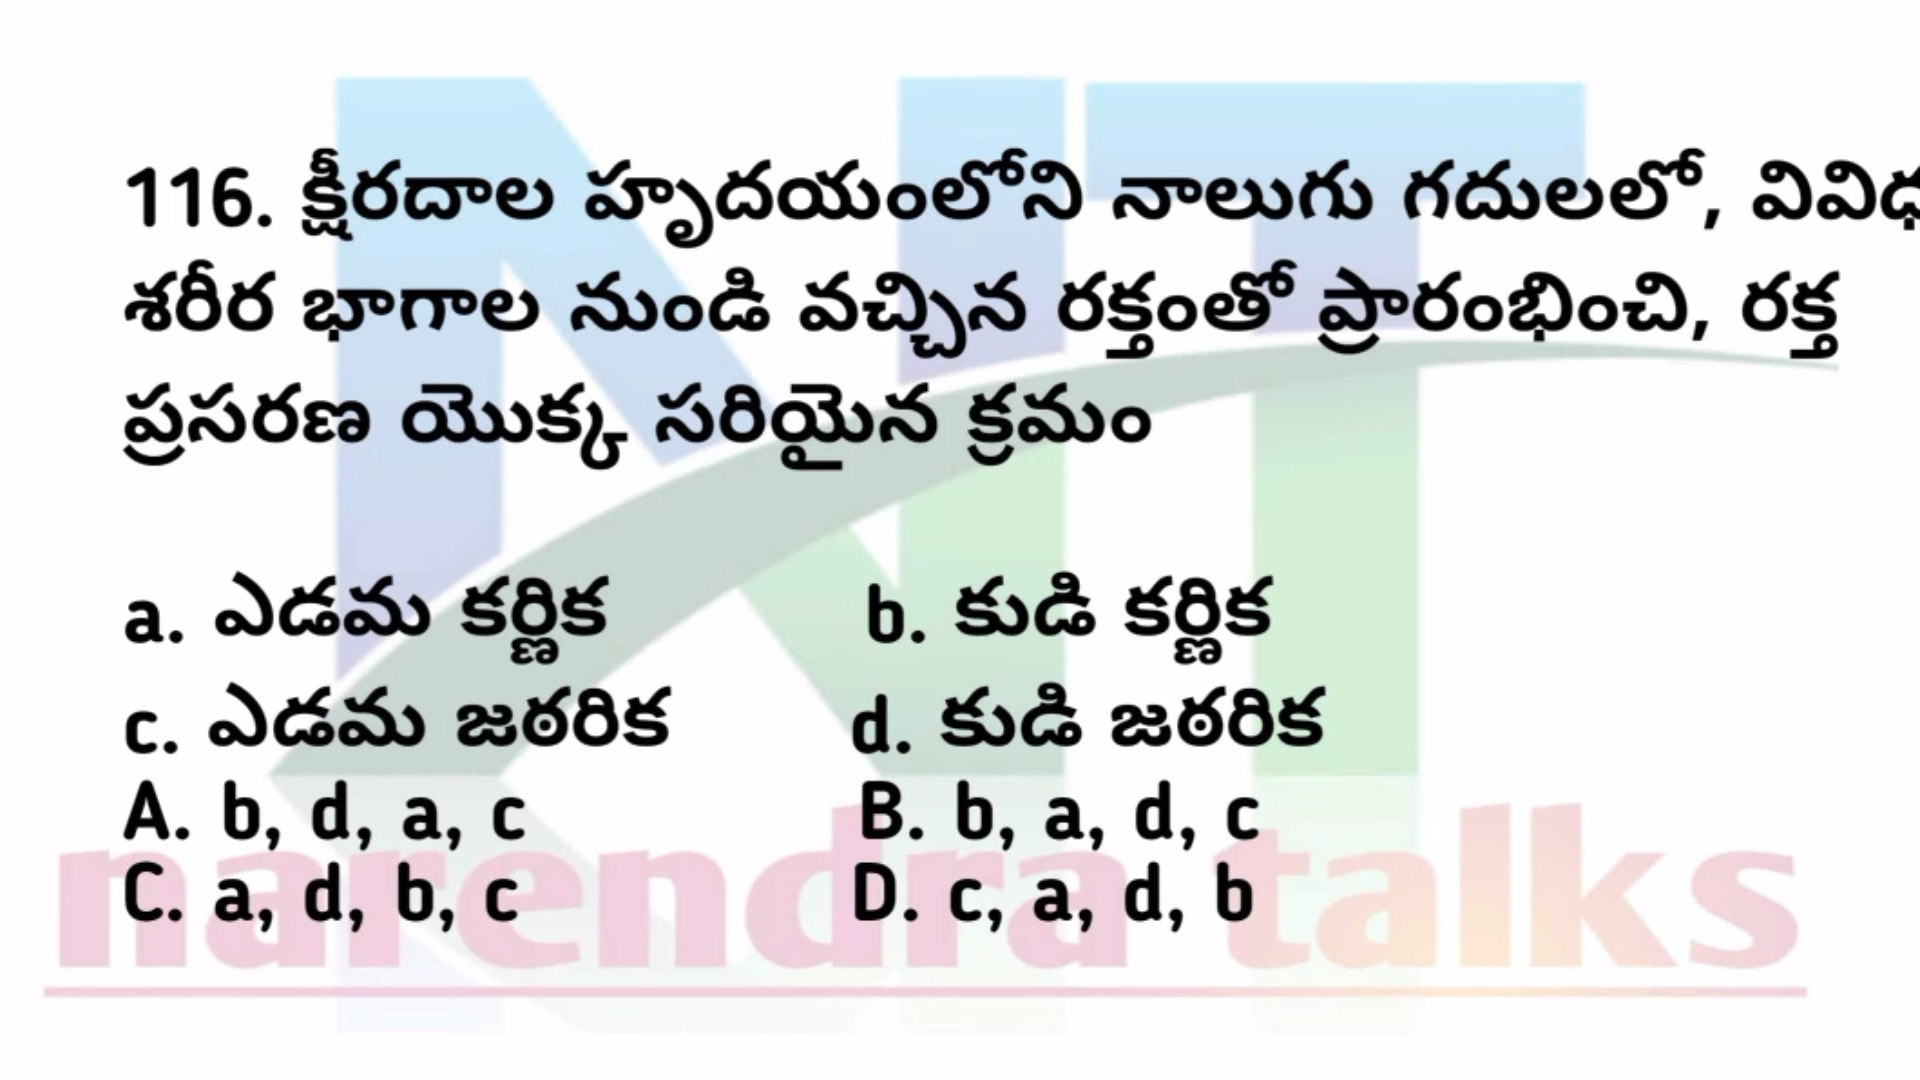 116. క్షీరదాల హృదయంలోని నాలుగు గదులలో, వివిధ
శరీర భాగాల నుండి వచ్చిన రక్తంతో ప్రారంభించి, రక్త
ప్రసరణ యొక్క సరియైన క్రమం
a. ఎడమ కర్ణిక b. కుడి కర్ణిక
c. ఎడమ జఠరిక d. కుడి జఠరిక
A. b, d, a, c B. b, a, d, c
C. a, d, b, c D. c, a, d, b
NT
narendra talks